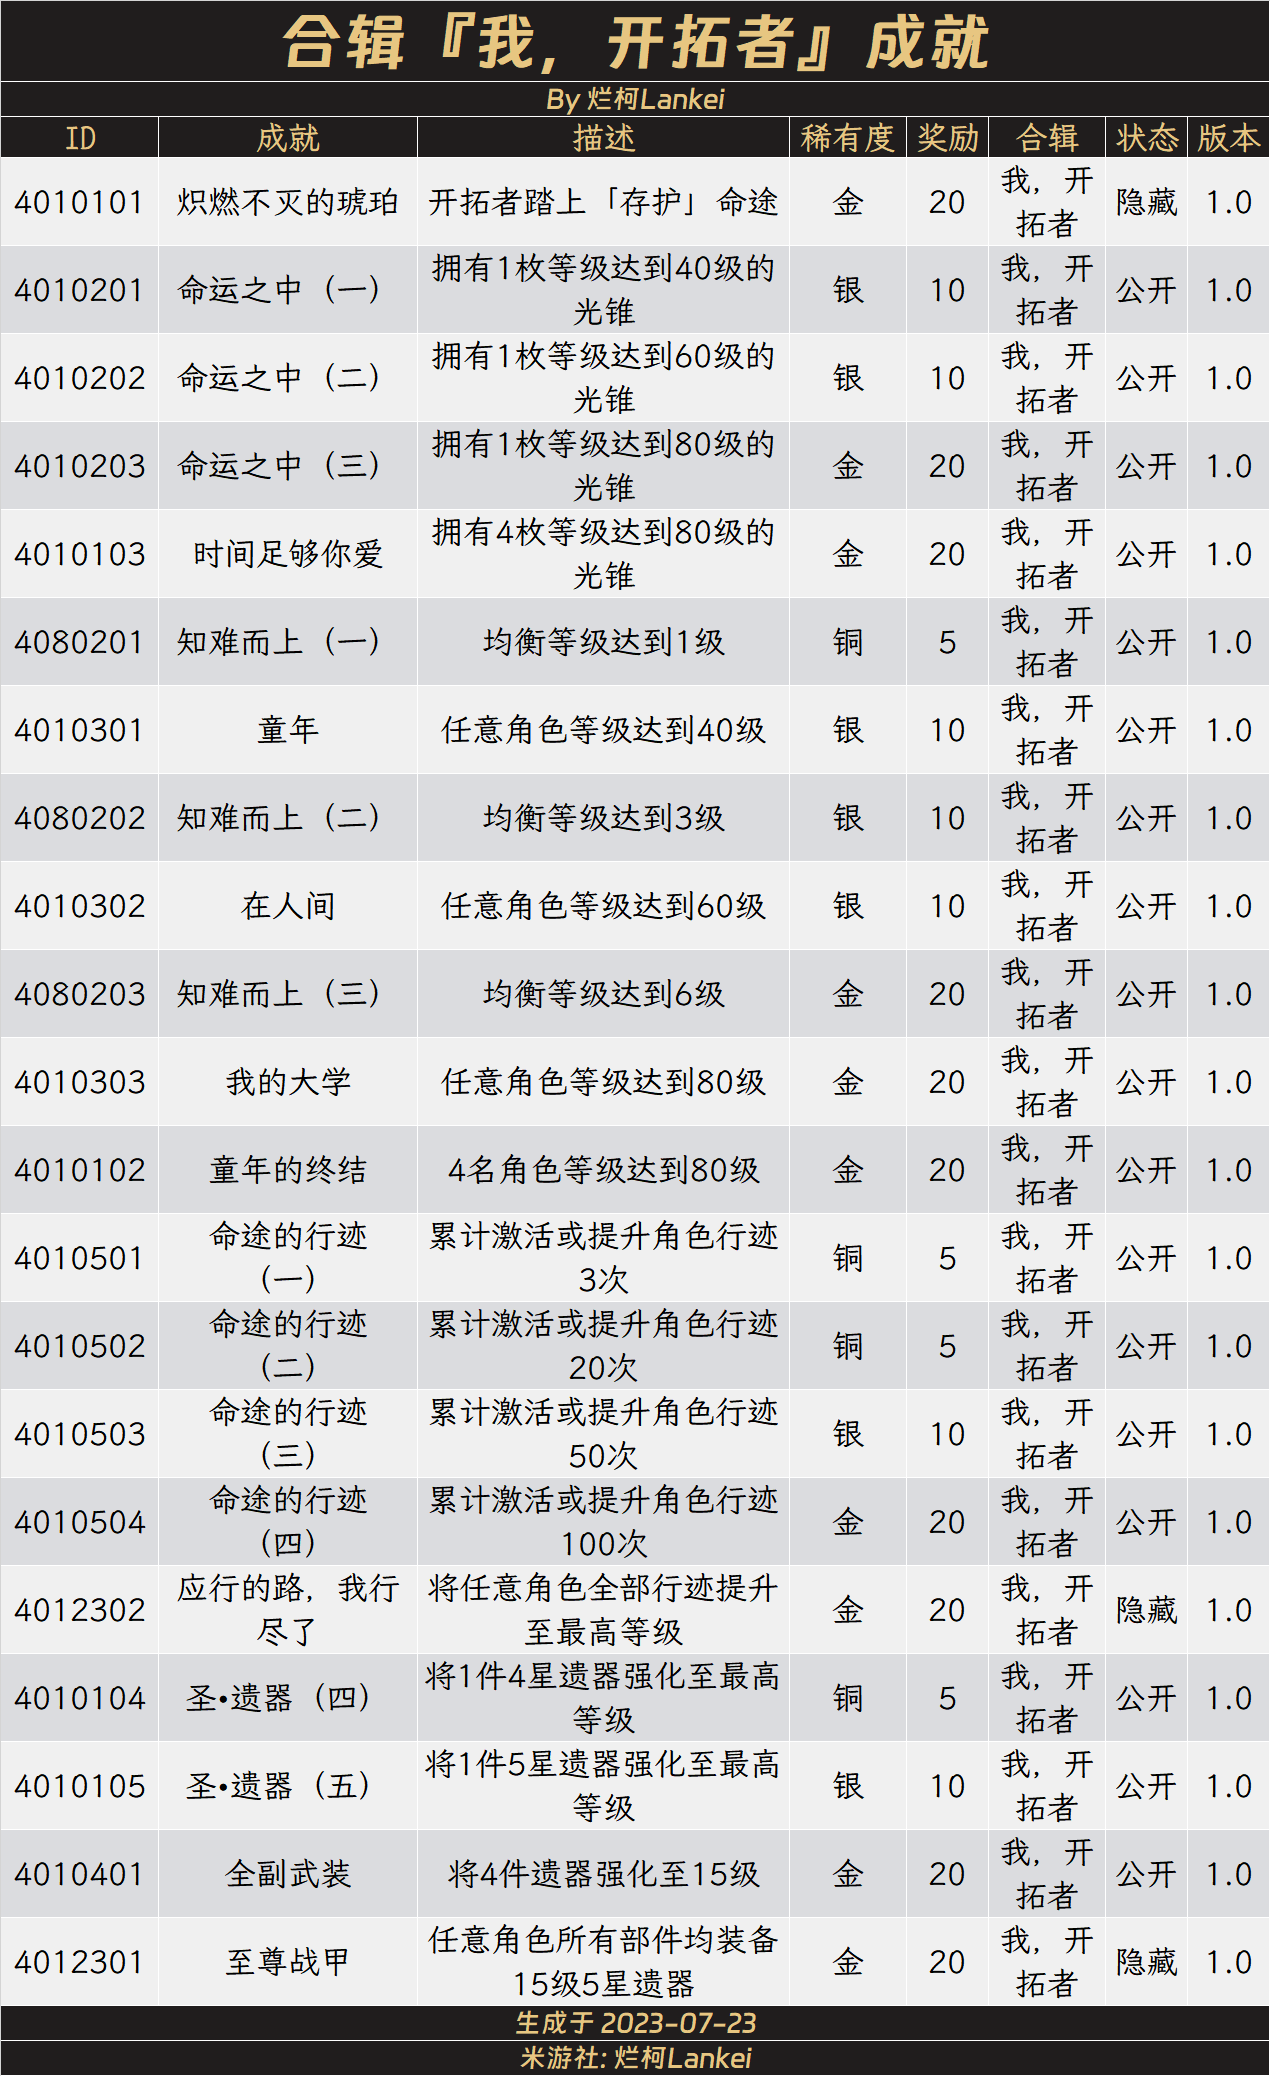 合辑『我，开拓者』成就
By 烂柯Lankei
ID 成就 描述 稀有度 奖励 合辑 状态 版本
4010101 炽燃不灭的琥珀 开拓者踏上「存护」命途 金 20 我，开拓者 隐藏 1.0
4010201 命运之中（一） 拥有1枚等级达到40级的光锥 银 10 我，开拓者 公开 1.0
4010202 命运之中（二） 拥有1枚等级达到60级的光锥 银 10 我，开拓者 公开 1.0
4010203 命运之中（三） 拥有1枚等级达到80级的光锥 金 20 我，开拓者 公开 1.0
4010103 时间足够你爱 拥有4枚等级达到80级的光锥 金 20 我，开拓者 公开 1.0
4080201 知难而上（一） 均衡等级达到1级 铜 5 我，开拓者 公开 1.0
4010301 童年 任意角色等级达到40级 银 10 我，开拓者 公开 1.0
4080202 知难而上（二） 均衡等级达到3级 银 10 我，开拓者 公开 1.0
4010302 在人间 任意角色等级达到60级 银 10 我，开拓者 公开 1.0
4080203 知难而上（三） 均衡等级达到6级 金 20 我，开拓者 公开 1.0
4010303 我的大学 任意角色等级达到80级 金 20 我，开拓者 公开 1.0
4010102 童年的终结 4名角色等级达到80级 金 20 我，开拓者 公开 1.0
4010501 命途的行迹（一） 累计激活或提升角色行迹3次 铜 5 我，开拓者 公开 1.0
4010502 命途的行迹（二） 累计激活或提升角色行迹20次 铜 5 我，开拓者 公开 1.0
4010503 命途的行迹（三） 累计激活或提升角色行迹50次 银 10 我，开拓者 公开 1.0
4010504 命途的行迹（四） 累计激活或提升角色行迹100次 金 20 我，开拓者 公开 1.0
4012302 应行的路，我行尽了 将任意角色全部行迹提升至最高等级 金 20 我，开拓者 隐藏 1.0
4010104 圣•遗器（四） 将1件4星遗器强化至最高等级 铜 5 我，开拓者 公开 1.0
4010105 圣•遗器（五） 将1件5星遗器强化至最高等级 银 10 我，开拓者 公开 1.0
4010401 全副武装 将4件遗器强化至15级 金 20 我，开拓者 公开 1.0
4012301 至尊战甲 任意角色所有部件均装备15级5星遗器 金 20 我，开拓者 隐藏 1.0
生成于 2023-07-23
米游社: 烂柯Lankei